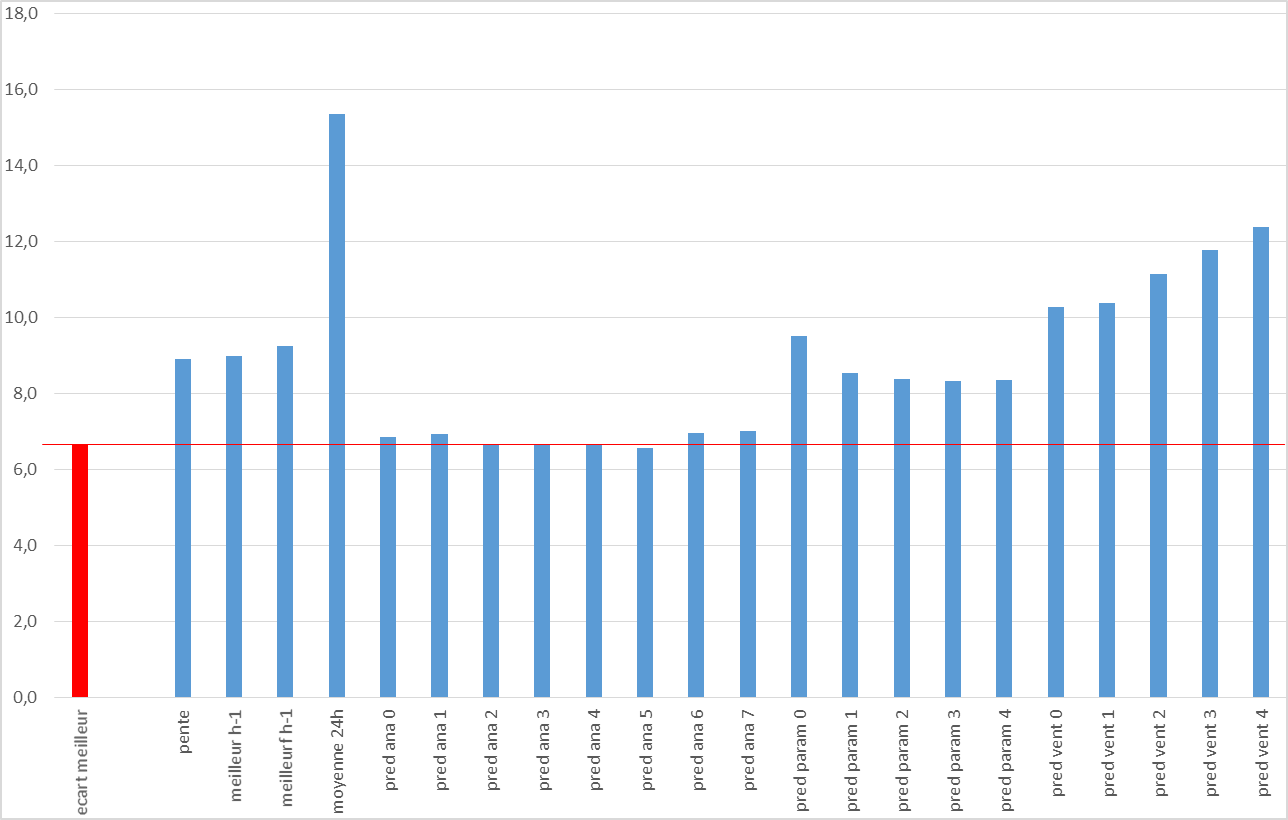 18,0
16,0
14,0
12,0
10,0
8,0
6,0
4,0
2,0
0,0
ecart meilleur
pente
meilleur h-1
meilleurf h-1
moyenne 24h
pred ana 0
pred ana 1
pred ana 2
pred ana 3
pred ana 4
pred ana 5
pred ana 6
pred ana 7
pred param 0
pred param 1
pred param 2
pred param 3
pred param 4
pred vent 0
pred vent 1
pred vent 2
pred vent 3
pred vent 4